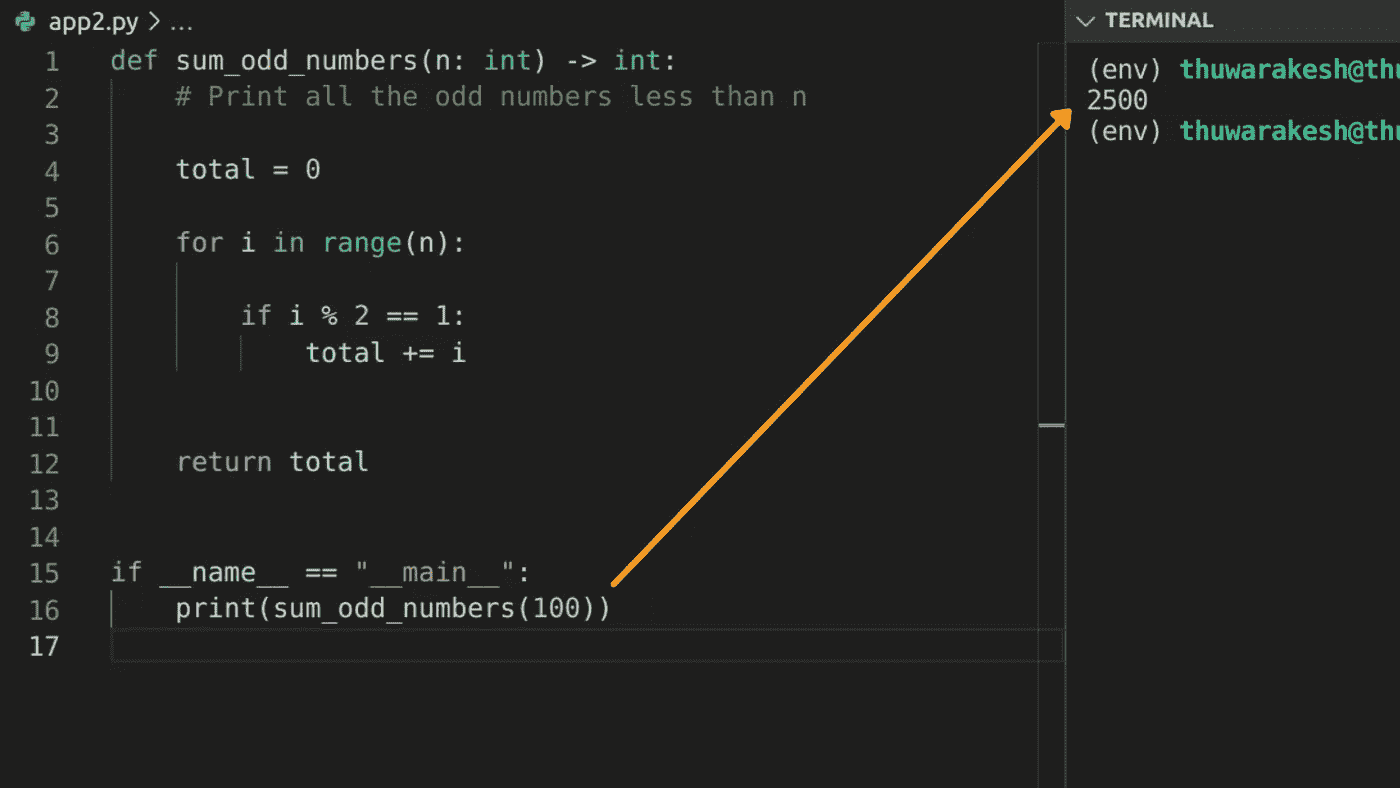 app2.py > ...
1 def sum_odd_numbers(n: int) -> int:
2     # Print all the odd numbers less than n
3
4     total = 0
5
6     for i in range(n):
7
8         if i % 2 == 1:
9             total += i
10
11
12     return total
13
14
15 if __name__ == "__main__":
16     print(sum_odd_numbers(100))
17
TERMINAL
(env) thuwarakesh@thu
2500
(env) thuwarakesh@thu